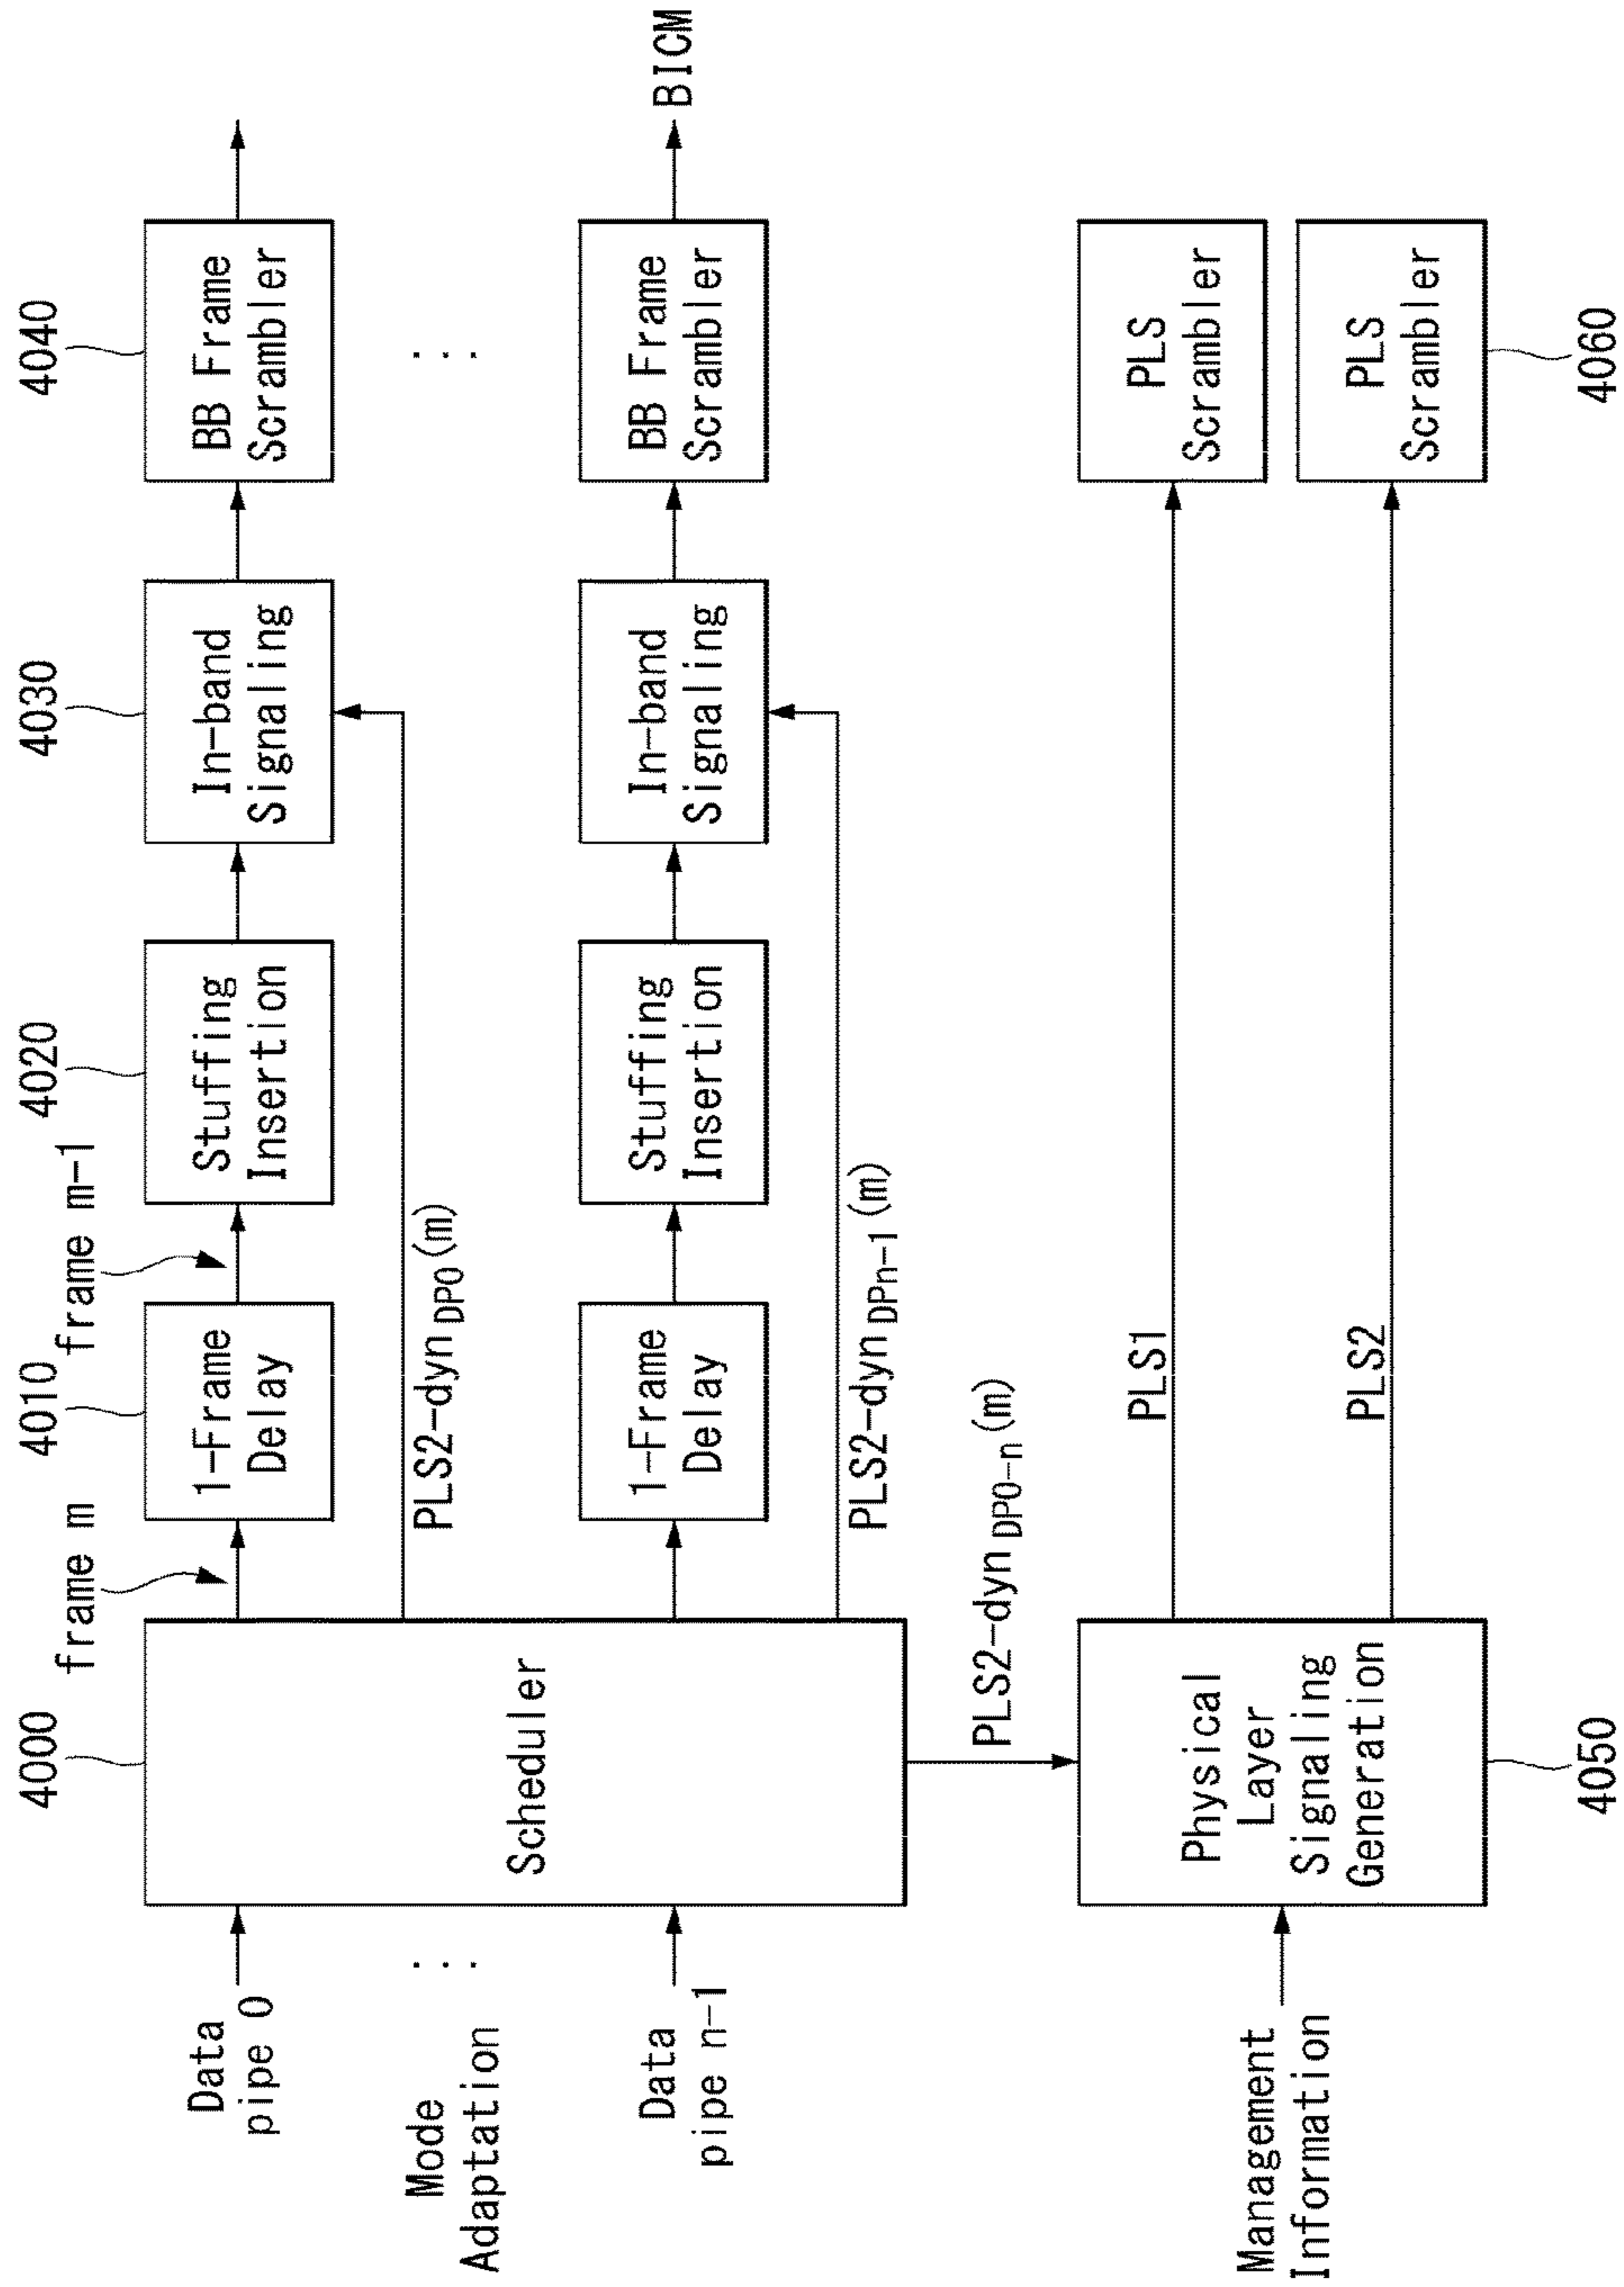 4000
4010
4020
4030
4040
frame m
frame m-1
Data
pipe 0
1-Frame
Delay
Stuffing
Insertion
In-band
Signaling
BB Frame
Scrambler
PLS2-dyn DP0 (m)
Mode
Adaptation
...
Scheduler
...
Data
pipe n-1
1-Frame
Delay
Stuffing
Insertion
In-band
Signaling
BB Frame
Scrambler
BICM
PLS2-dyn DPn-1 (m)
PLS2-dyn DP0-n (m)
Management
Information
Physical
Layer
Signaling
Generation
PLS1
PLS
Scrambler
PLS2
PLS
Scrambler
4050
4060